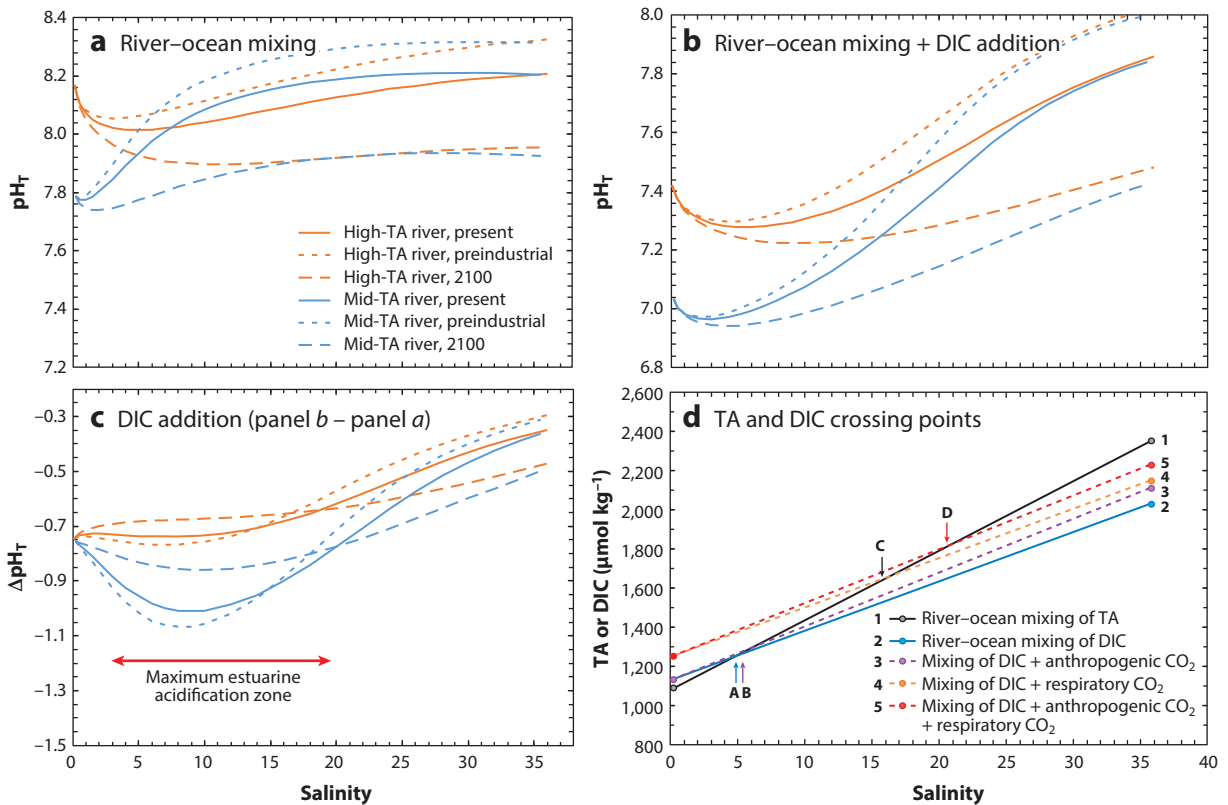 a River–ocean mixing
8.4
8.2
8.0
7.8
7.6
7.4
7.2
pHT
High-TA river, present
High-TA river, preindustrial
High-TA river, 2100
Mid-TA river, present
Mid-TA river, preindustrial
Mid-TA river, 2100
b River–ocean mixing + DIC addition
8.0
7.8
7.6
7.4
7.2
7.0
6.8
pHT
c DIC addition (panel b – panel a)
–0.3
–0.5
–0.7
–0.9
–1.1
–1.3
–1.5
ΔpHT
Maximum estuarine
acidification zone
0 5 10 15 20 25 30 35
Salinity
d TA and DIC crossing points
2,600
2,400
2,200
2,000
1,800
1,600
1,400
1,200
1,000
800
TA or DIC (μmol kg–1)
1
5
4
3
2
D
C
A B
1 River–ocean mixing of TA
2 River–ocean mixing of DIC
3 Mixing of DIC + anthropogenic CO2
4 Mixing of DIC + respiratory CO2
5 Mixing of DIC + anthropogenic CO2
+ respiratory CO2
0 5 10 15 20 25 30 35 40
Salinity